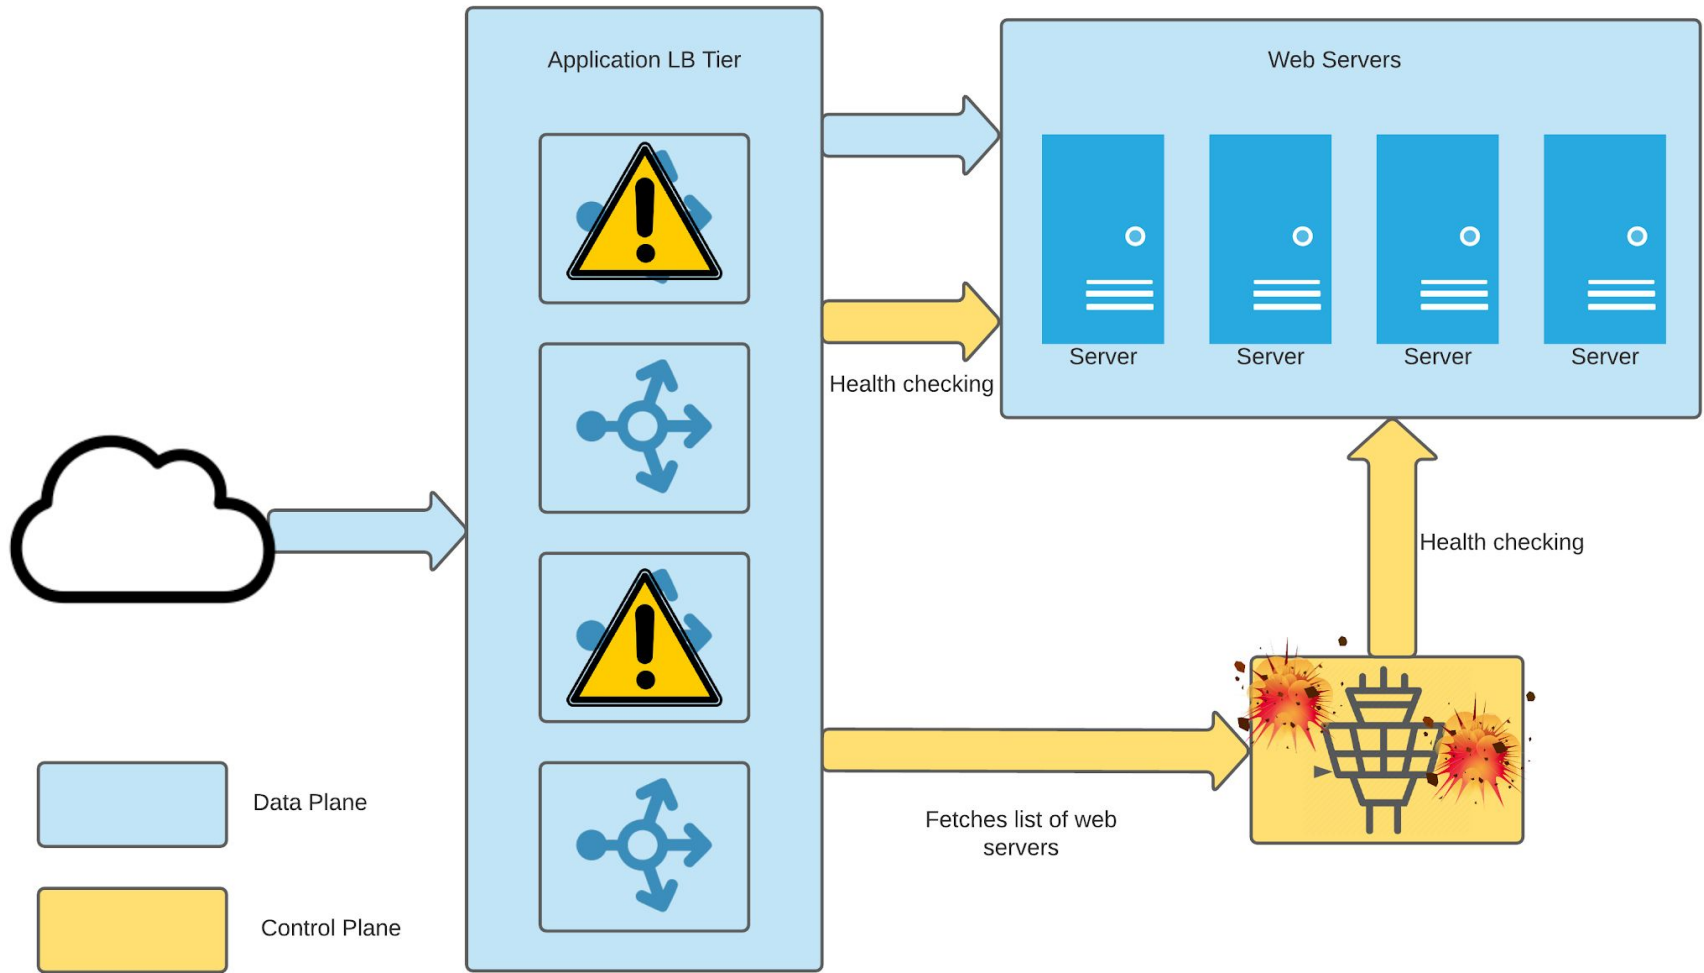 Application LB Tier
Web Servers
Server
Server
Server
Server
Health checking
Health checking
Fetches list of web
servers
Data Plane
Control Plane